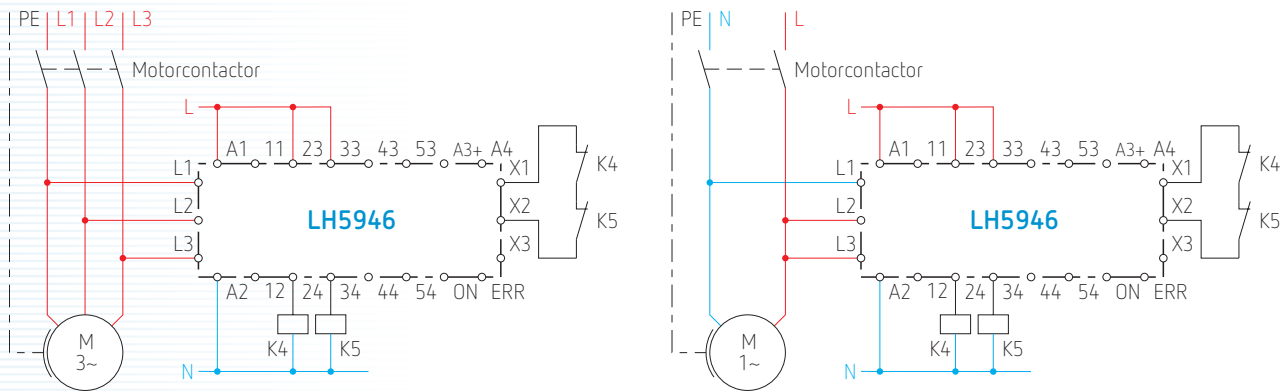 PE L1 L2 L3
Motorcontactor
L
A1 11 23 33 43 53 A3+ A4
L1
L2
L3
LH5946
X1
X2
X3
K4
K5
A2 12 24 34 44 54 ON ERR
K4 K5
M
3~
N
PE N L
Motorcontactor
L
A1 11 23 33 43 53 A3+ A4
L1
L2
L3
LH5946
X1
X2
X3
K4
K5
A2 12 24 34 44 54 ON ERR
K4 K5
M
1~
N